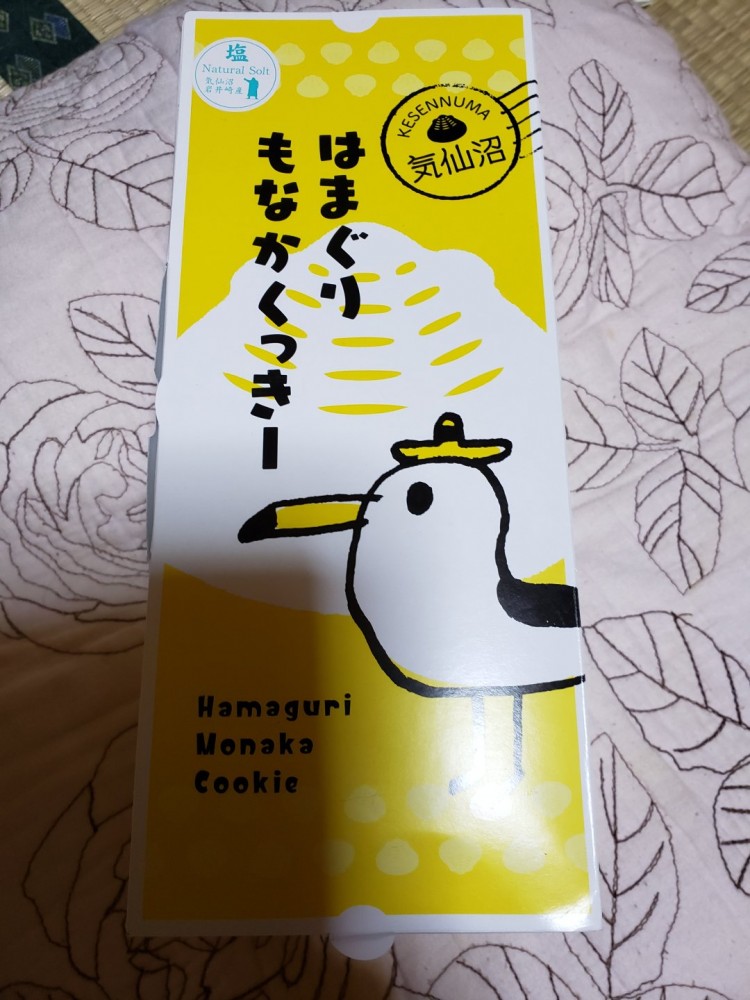 塩
Natural Solt
気仙沼
岩井崎産
KESENNUMA
気仙沼
はまぐり
もなかくっきー
Hamaguri
Monaka
Cookie